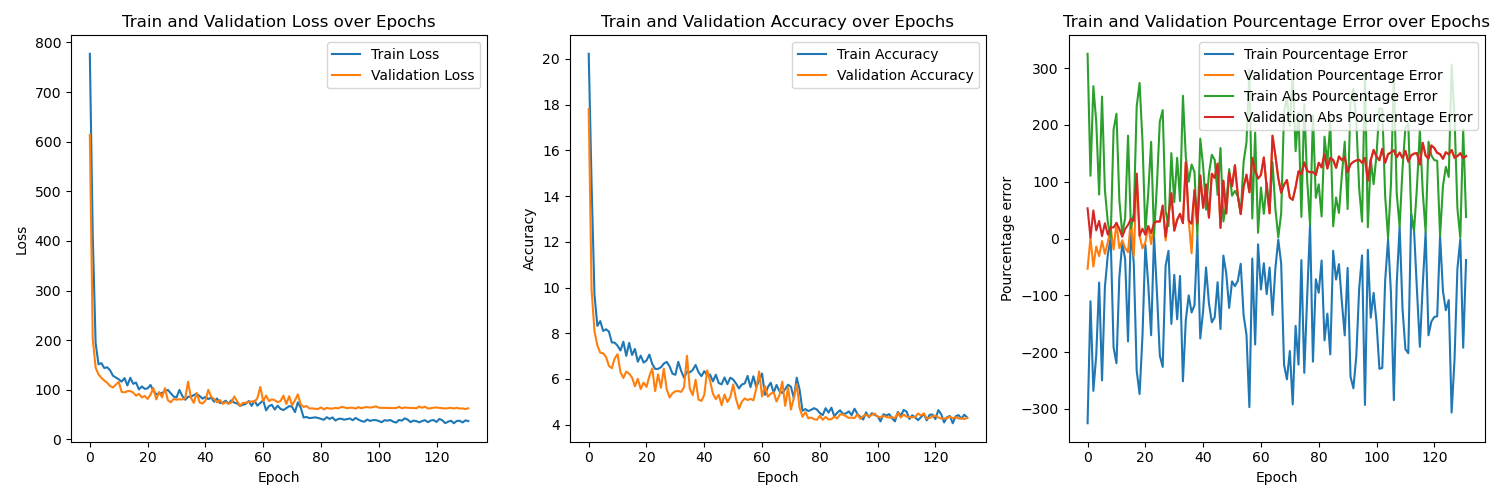 Train and Validation Loss over Epochs
Train Loss
Validation Loss
800
700
600
500
400
300
200
100
0
Loss
0 20 40 60 80 100 120
Epoch
Train and Validation Accuracy over Epochs
Train Accuracy
Validation Accuracy
20
18
16
14
12
10
8
6
4
Accuracy
0 20 40 60 80 100 120
Epoch
Train and Validation Pourcentage Error over Epochs
Train Pourcentage Error
Validation Pourcentage Error
Train Abs Pourcentage Error
Validation Abs Pourcentage Error
300
200
100
0
−100
−200
−300
Pourcentage error
0 20 40 60 80 100 120
Epoch